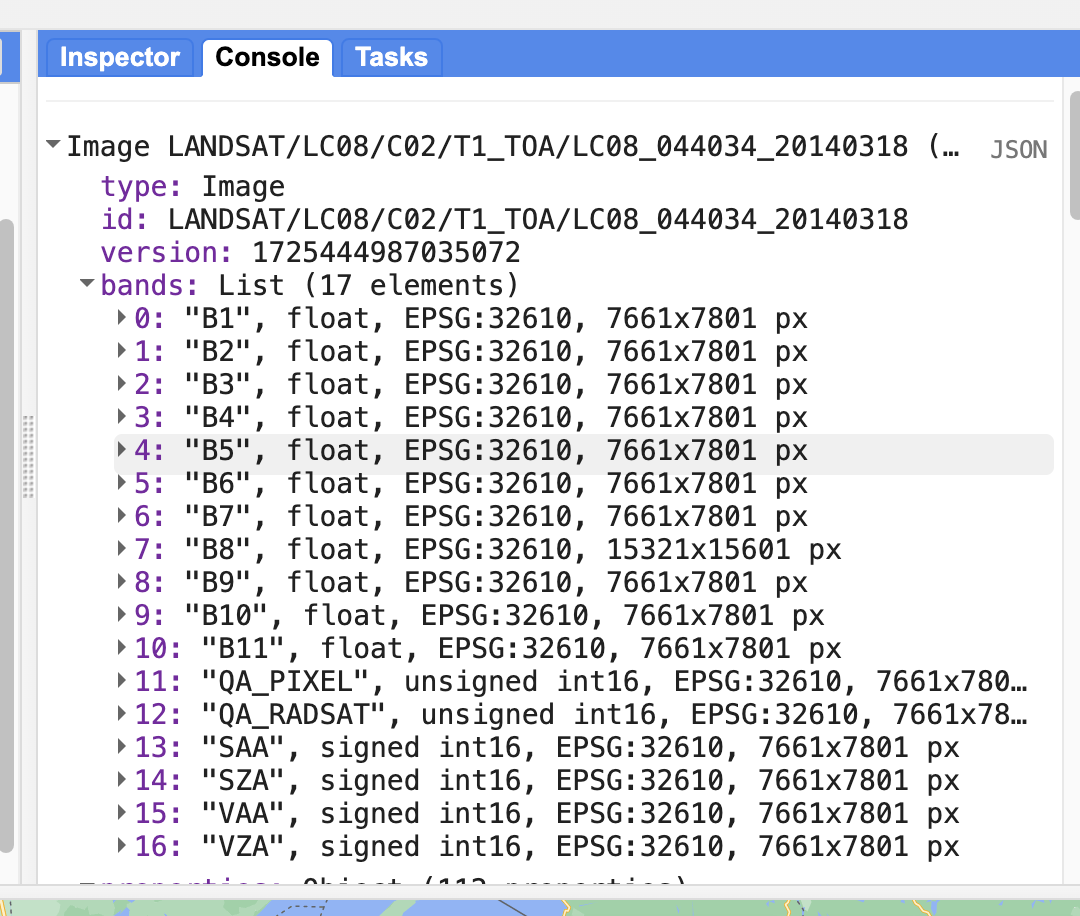 Inspector Console Tasks
Image LANDSAT/LC08/C02/T1_TOA/LC08_044034_20140318 (… JSON
type: Image
id: LANDSAT/LC08/C02/T1_TOA/LC08_044034_20140318
version: 1725444987035072
bands: List (17 elements)
0: "B1", float, EPSG:32610, 7661x7801 px
1: "B2", float, EPSG:32610, 7661x7801 px
2: "B3", float, EPSG:32610, 7661x7801 px
3: "B4", float, EPSG:32610, 7661x7801 px
4: "B5", float, EPSG:32610, 7661x7801 px
5: "B6", float, EPSG:32610, 7661x7801 px
6: "B7", float, EPSG:32610, 7661x7801 px
7: "B8", float, EPSG:32610, 15321x15601 px
8: "B9", float, EPSG:32610, 7661x7801 px
9: "B10", float, EPSG:32610, 7661x7801 px
10: "B11", float, EPSG:32610, 7661x7801 px
11: "QA_PIXEL", unsigned int16, EPSG:32610, 7661x780…
12: "QA_RADSAT", unsigned int16, EPSG:32610, 7661x78…
13: "SAA", signed int16, EPSG:32610, 7661x7801 px
14: "SZA", signed int16, EPSG:32610, 7661x7801 px
15: "VAA", signed int16, EPSG:32610, 7661x7801 px
16: "VZA", signed int16, EPSG:32610, 7661x7801 px
properties: Object